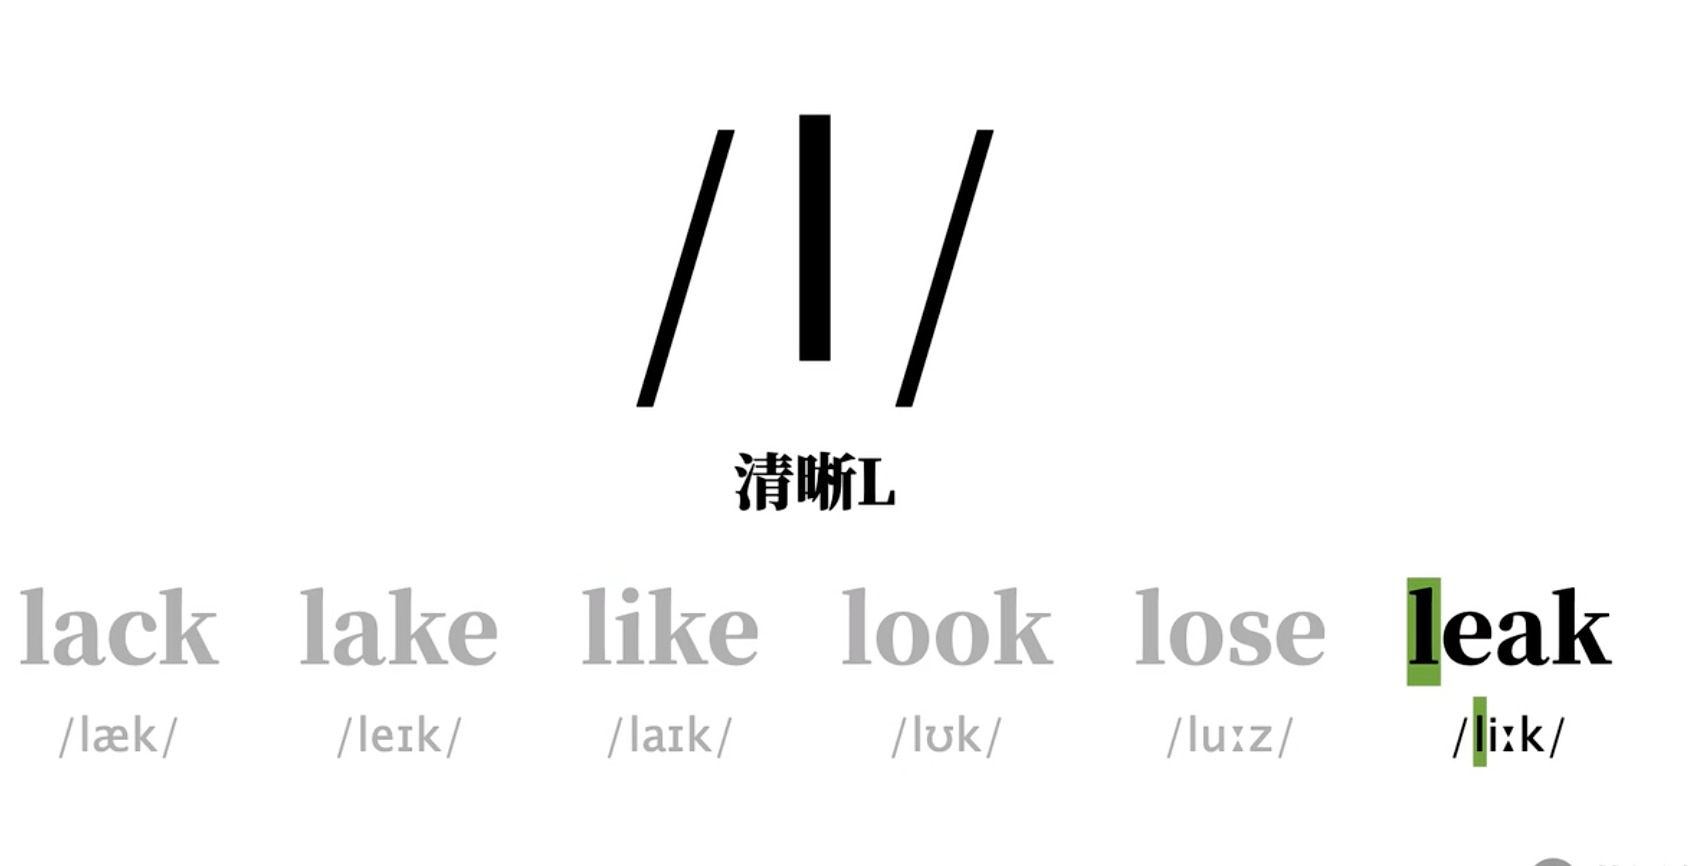 /l/
清晰L
lack lake like look lose leak
/læk/ /leɪk/ /laɪk/ /lʊk/ /luːz/ /liːk/